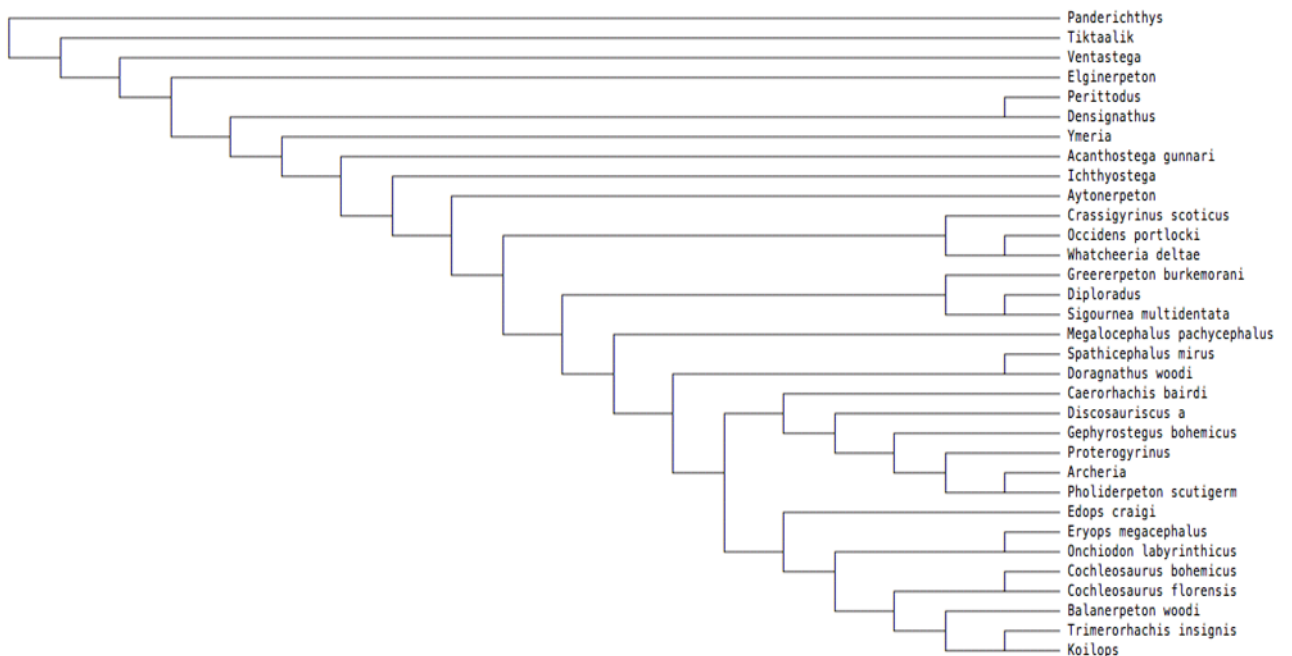 Panderichthys
Tiktaalik
Ventastega
Elginerpeton
Perittodus
Densignathus
Ymeria
Acanthostega gunnari
Ichthyostega
Aytonerpeton
Crassigyrinus scoticus
Occidens portlocki
Whatcheeria deltae
Greererpeton burkemorani
Diploradus
Sigournea multidentata
Megalocephalus pachycephalus
Spathicephalus mirus
Doragnathus woodi
Caerorhachis bairdi
Discosauriscus a
Gephyrostegus bohemicus
Proterogyrinus
Archeria
Pholiderpeton scutigerm
Edops craigi
Eryops megacephalus
Onchiodon labyrinthicus
Cochleosaurus bohemicus
Cochleosaurus florensis
Balanerpeton woodi
Trimerorhachis insignis
Koilops